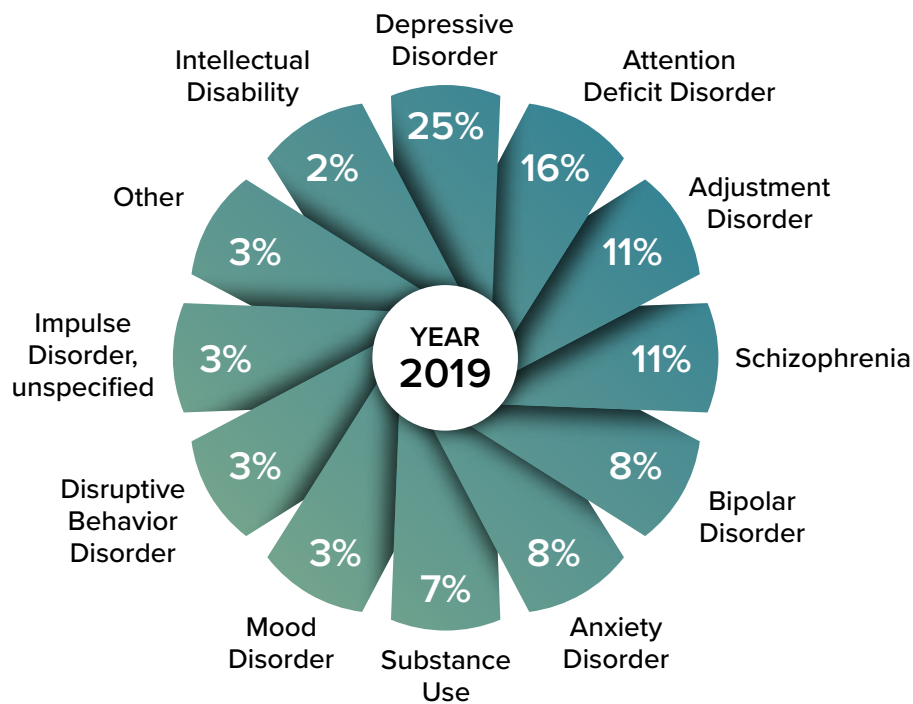 Depressive
Disorder
25%
Attention
Deficit Disorder
16%
Adjustment
Disorder
11%
Schizophrenia
11%
Bipolar
Disorder
8%
Anxiety
Disorder
8%
Substance
Use
7%
Mood
Disorder
3%
Disruptive
Behavior
Disorder
3%
Impulse
Disorder,
unspecified
3%
Other
3%
Intellectual
Disability
2%
YEAR
2019